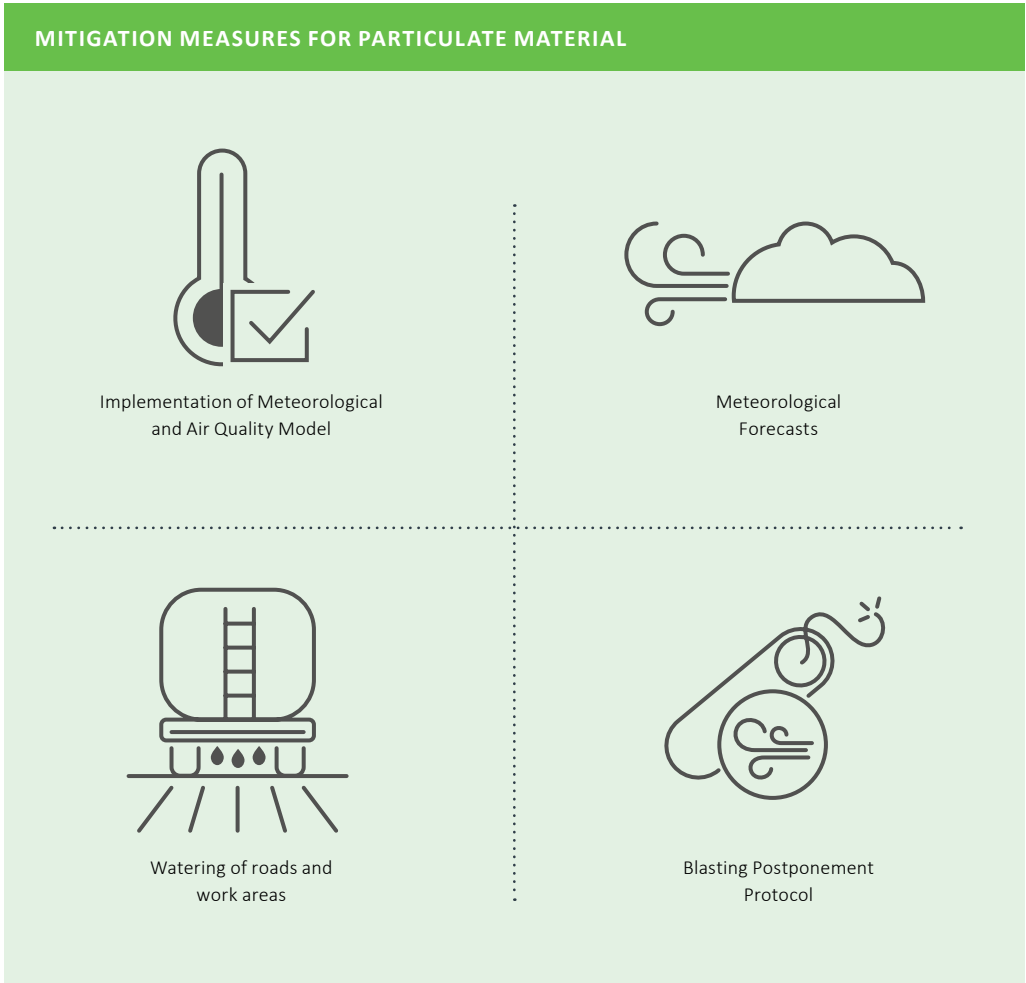 MITIGATION MEASURES FOR PARTICULATE MATERIAL
Implementation of Meteorological
and Air Quality Model
Meteorological
Forecasts
Watering of roads and
work areas
Blasting Postponement
Protocol